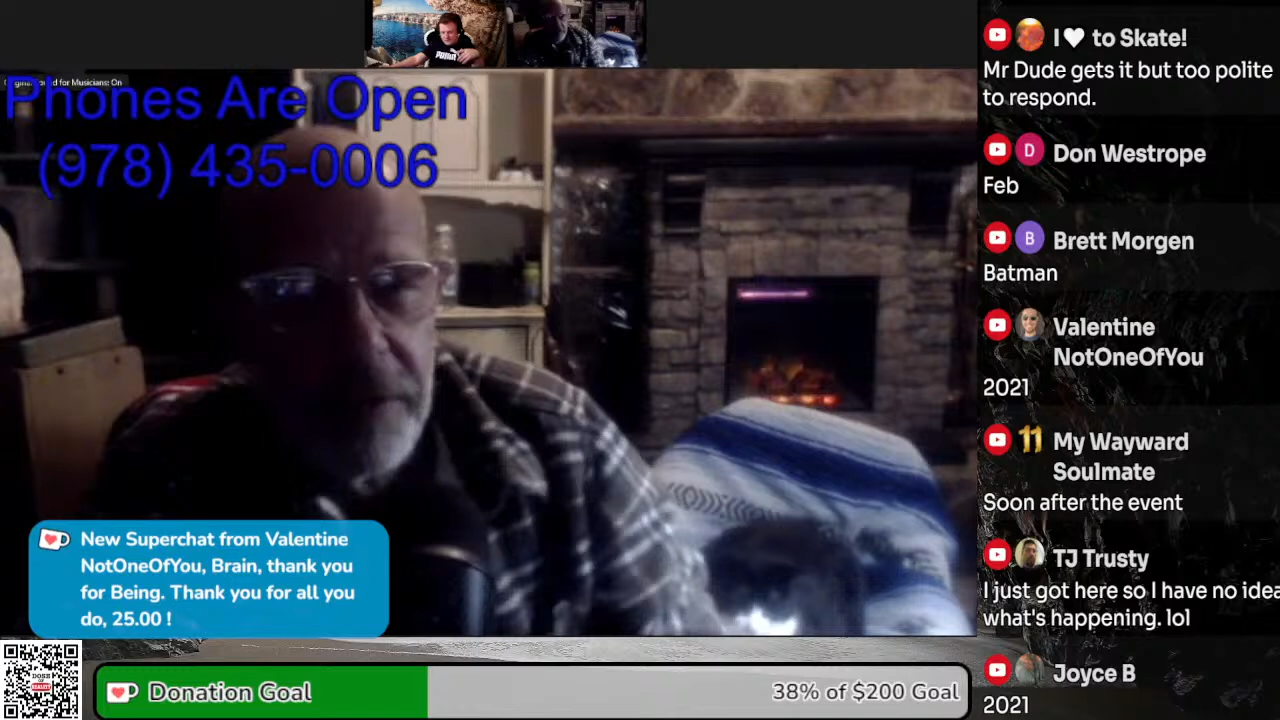 Phones Are Open
(978) 435-0006
I♥ to Skate!
Mr Dude gets it but too polite
to respond.
D
Don Westrope
Feb
B
Brett Morgen
Batman
Valentine
NotOneOfYou
2021
11
My Wayward
Soulmate
Soon after the event
TJ Trusty
I just got here so I have no idea
what's happening. lol
Joyce B
2021
New Superchat from Valentine
NotOneOfYou, Brain, thank you
for Being. Thank you for all you
do, 25.00 !
Donation Goal
38% of $200 Goal